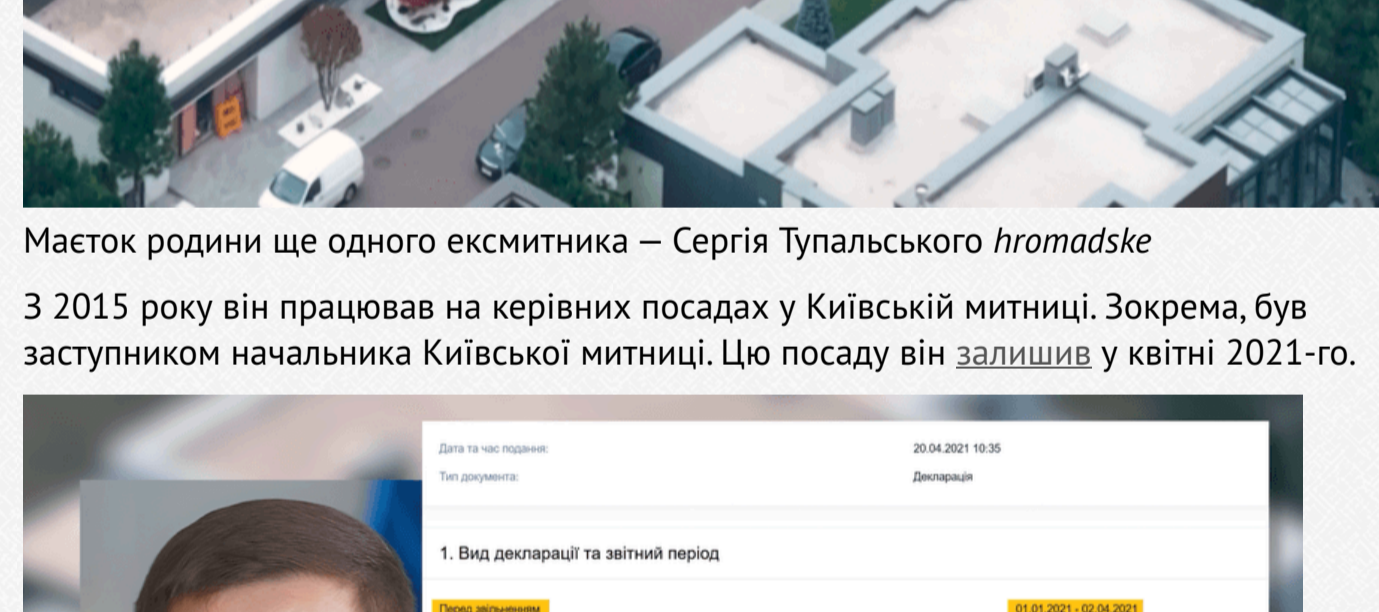 Маєток родини ще одного ексмитника — Сергія Тупальського hromadske
З 2015 року він працював на керівних посадах у Київській митниці. Зокрема, був
заступником начальника Київської митниці. Цю посаду він залишив у квітні 2021-го.
Дата та час подання: 20.04.2021 10:35
Тип документа: Декларація
1. Вид декларації та звітний період
Перед звільненням 01.01.2021 - 02.04.2021